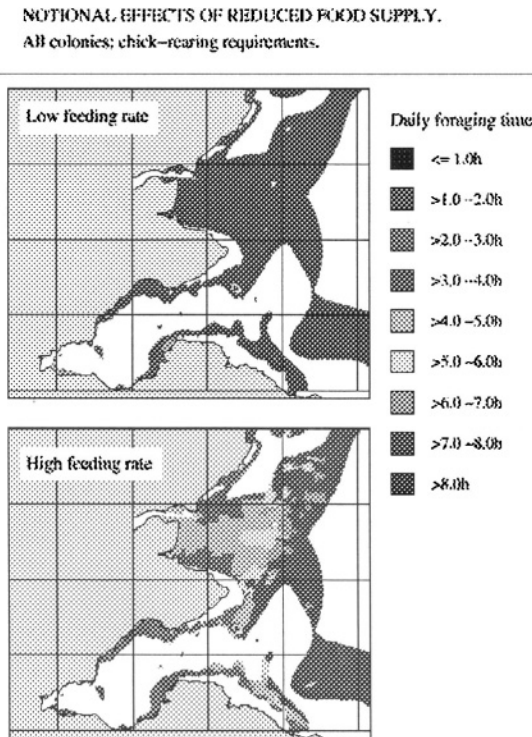 NOTIONAL EFFECTS OF REDUCED FOOD SUPPLY.
All colonies; chick-rearing requirements.
Low feeding rate
Daily foraging time
<= 1.0h
>1.0-2.0h
>2.0-3.0h
>3.0-4.0h
>4.0-5.0h
>5.0-6.0h
>6.0-7.0h
>7.0-8.0h
>8.0h
High feeding rate